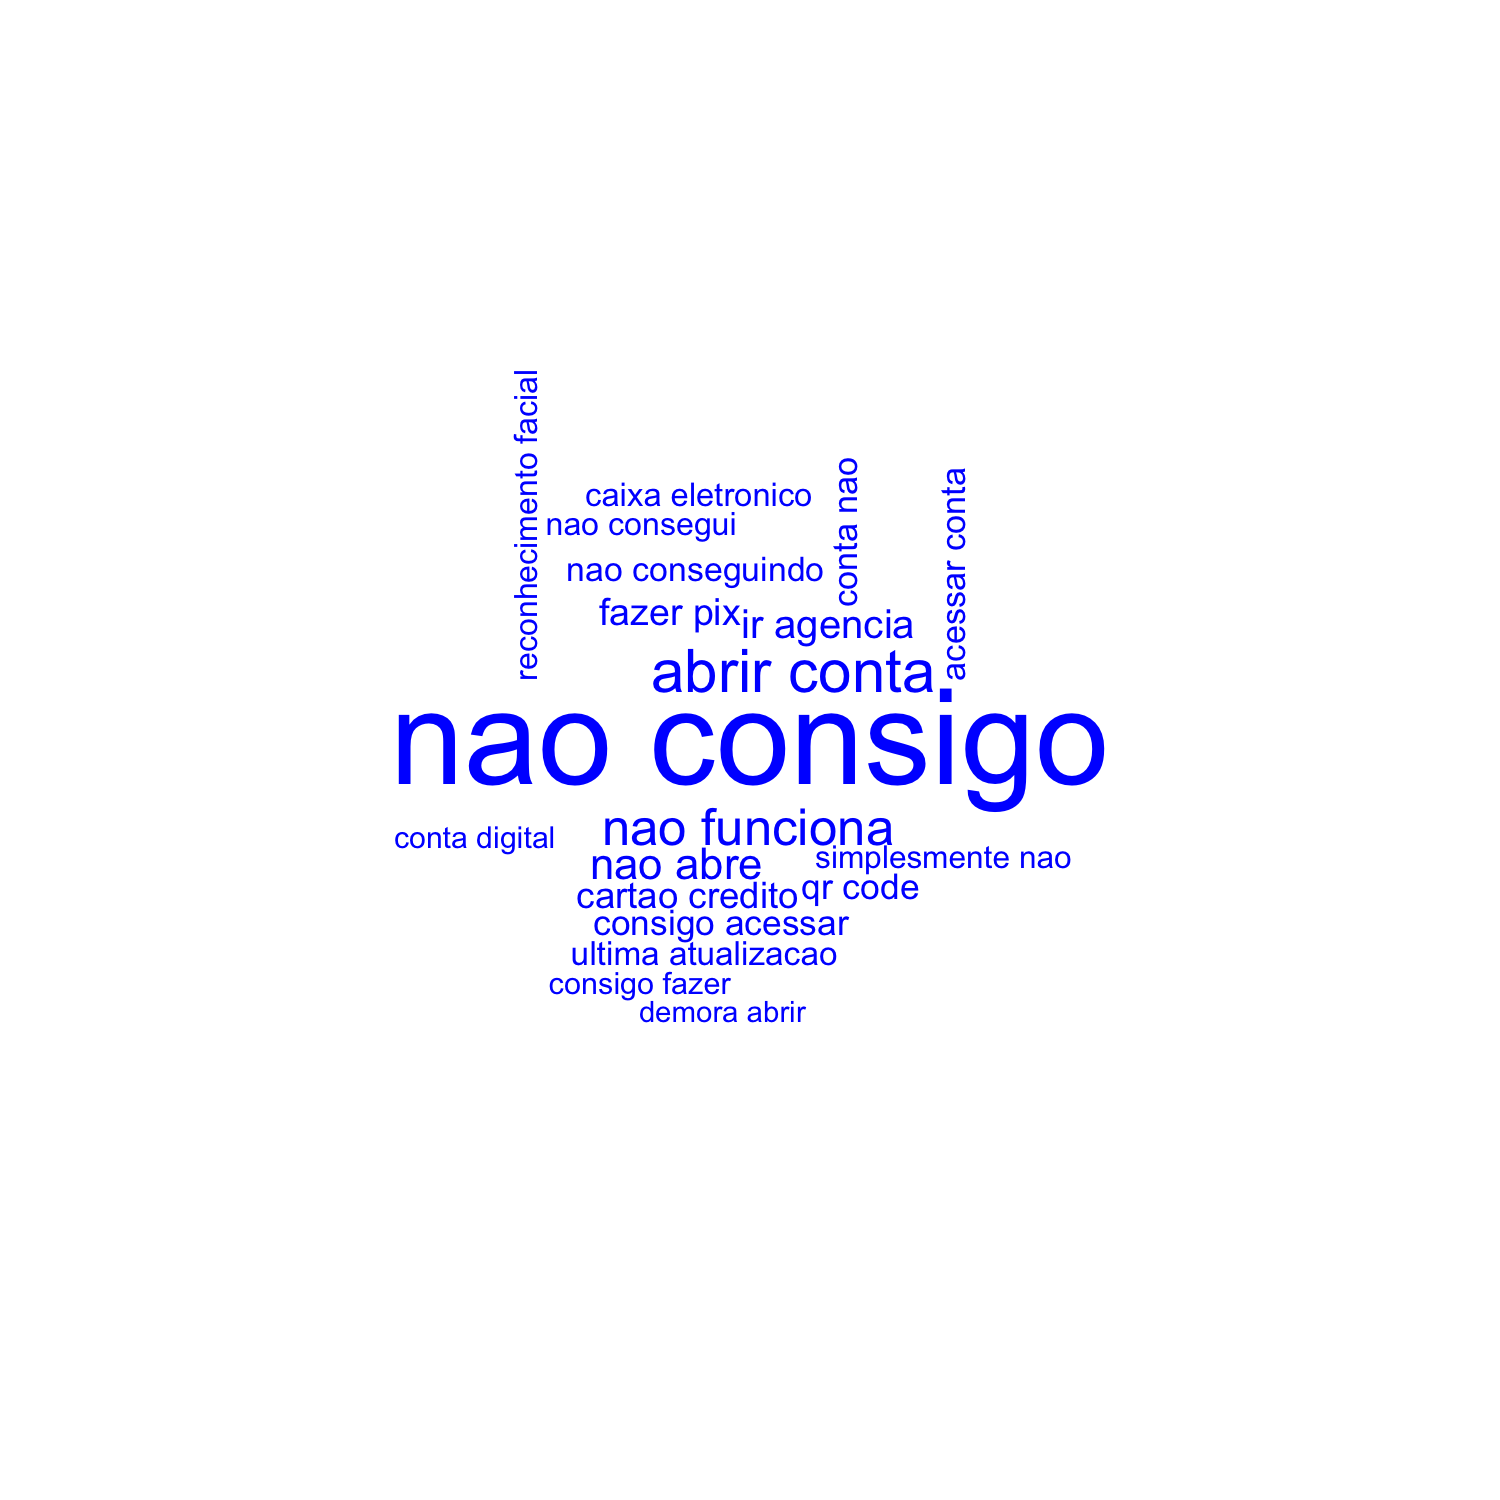 reconhecimento facial
caixa eletronico
nao consegui
conta nao
acessar conta
nao conseguindo
fazer pix
ir agencia
abrir conta
nao consigo
nao funciona
conta digital
nao abre
simplesmente nao
cartao credito
qr code
consigo acessar
ultima atualizacao
consigo fazer
demora abrir